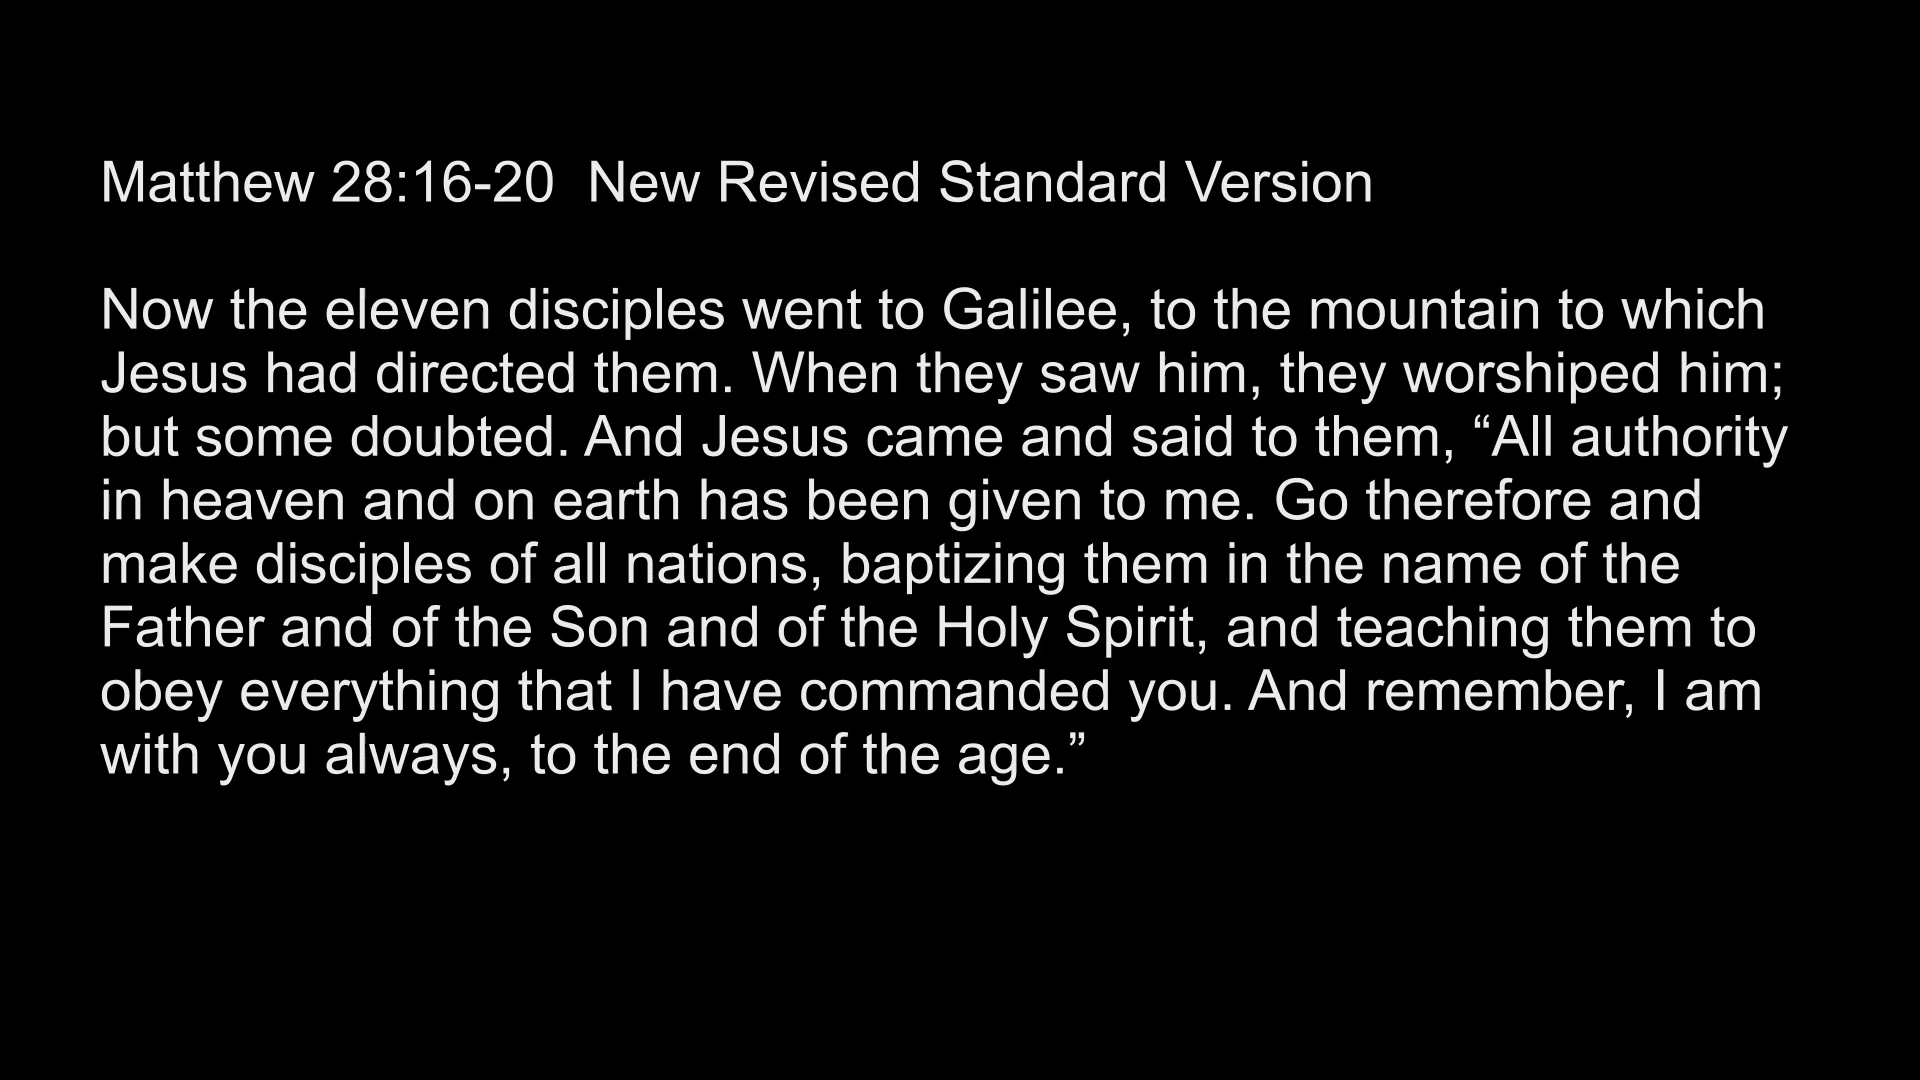 Matthew 28:16-20  New Revised Standard Version
Now the eleven disciples went to Galilee, to the mountain to which
Jesus had directed them. When they saw him, they worshiped him;
but some doubted. And Jesus came and said to them, “All authority
in heaven and on earth has been given to me. Go therefore and
make disciples of all nations, baptizing them in the name of the
Father and of the Son and of the Holy Spirit, and teaching them to
obey everything that I have commanded you. And remember, I am
with you always, to the end of the age.”